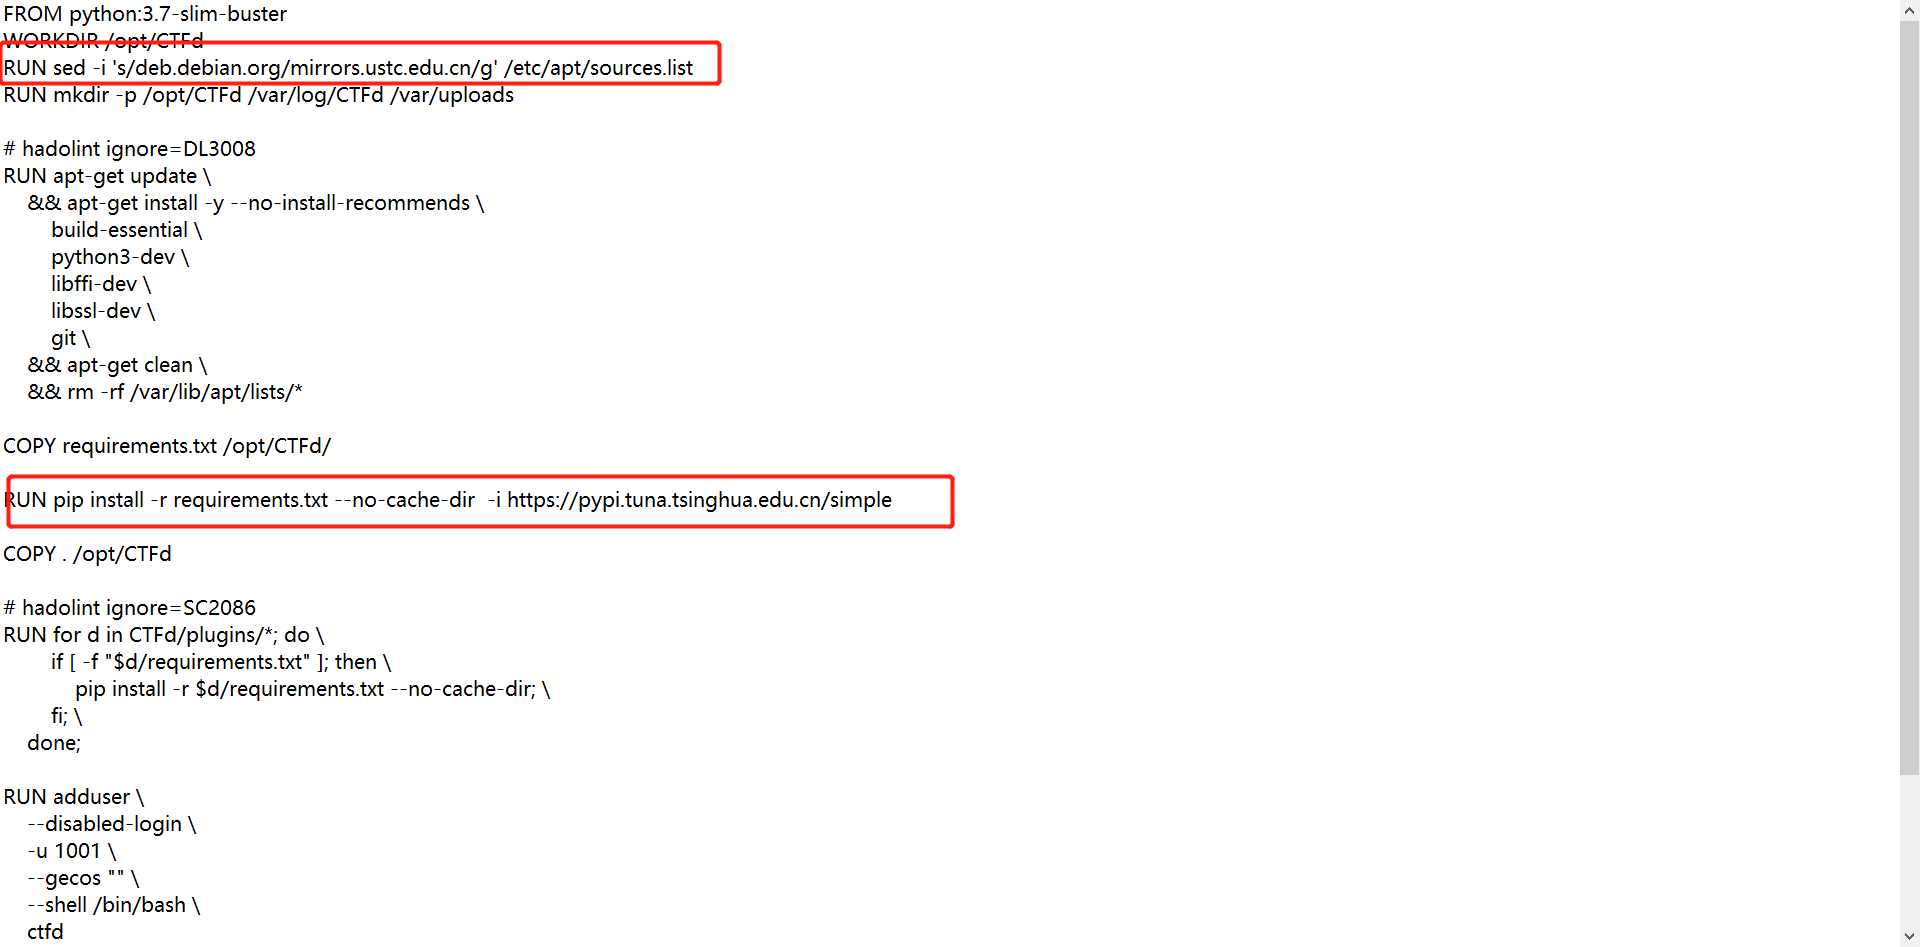 FROM python:3.7-slim-buster
WORKDIR /opt/CTFd
RUN sed -i 's/deb.debian.org/mirrors.ustc.edu.cn/g' /etc/apt/sources.list
RUN mkdir -p /opt/CTFd /var/log/CTFd /var/uploads
# hadolint ignore=DL3008
RUN apt-get update \
&& apt-get install -y --no-install-recommends \
build-essential \
python3-dev \
libffi-dev \
libssl-dev \
git \
&& apt-get clean \
&& rm -rf /var/lib/apt/lists/*
COPY requirements.txt /opt/CTFd/
RUN pip install -r requirements.txt --no-cache-dir  -i https://pypi.tuna.tsinghua.edu.cn/simple
COPY . /opt/CTFd
# hadolint ignore=SC2086
RUN for d in CTFd/plugins/*; do \
if [ -f "$d/requirements.txt" ]; then \
pip install -r $d/requirements.txt --no-cache-dir; \
fi; \
done;
RUN adduser \
--disabled-login \
-u 1001 \
--gecos "" \
--shell /bin/bash \
ctfd